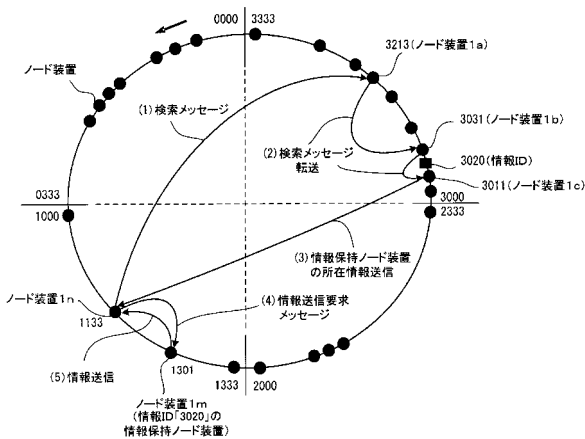 0000
3333
3213(ノード装置1a)
ノード装置
(1)検索メッセージ
3031(ノード装置1b)
(2)検索メッセージ
転送
3020(情報ID)
3011(ノード装置1c)
0333
1000
3000
2333
(3)情報保持ノード装置
の所在情報送信
ノード装置1n
1133
(4)情報送信要求
メッセージ
(5)情報送信
1301
1333
2000
ノード装置1m
(情報ID「3020」の
情報保持ノード装置)